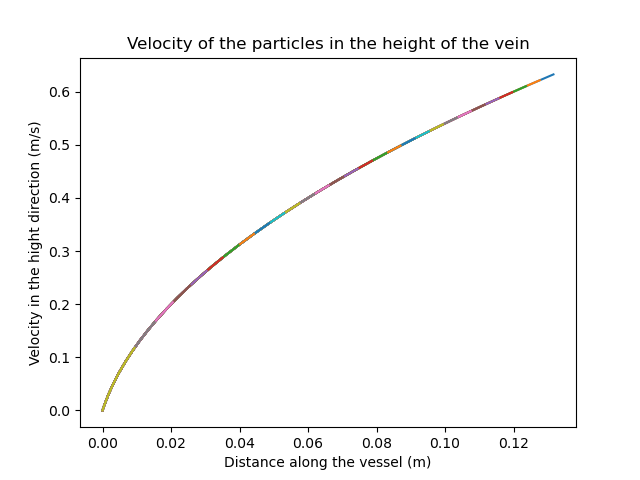 Velocity of the particles in the height of the vein
Velocity in the hight direction (m/s)
0.6
0.5
0.4
0.3
0.2
0.1
0.0
0.00 0.02 0.04 0.06 0.08 0.10 0.12
Distance along the vessel (m)